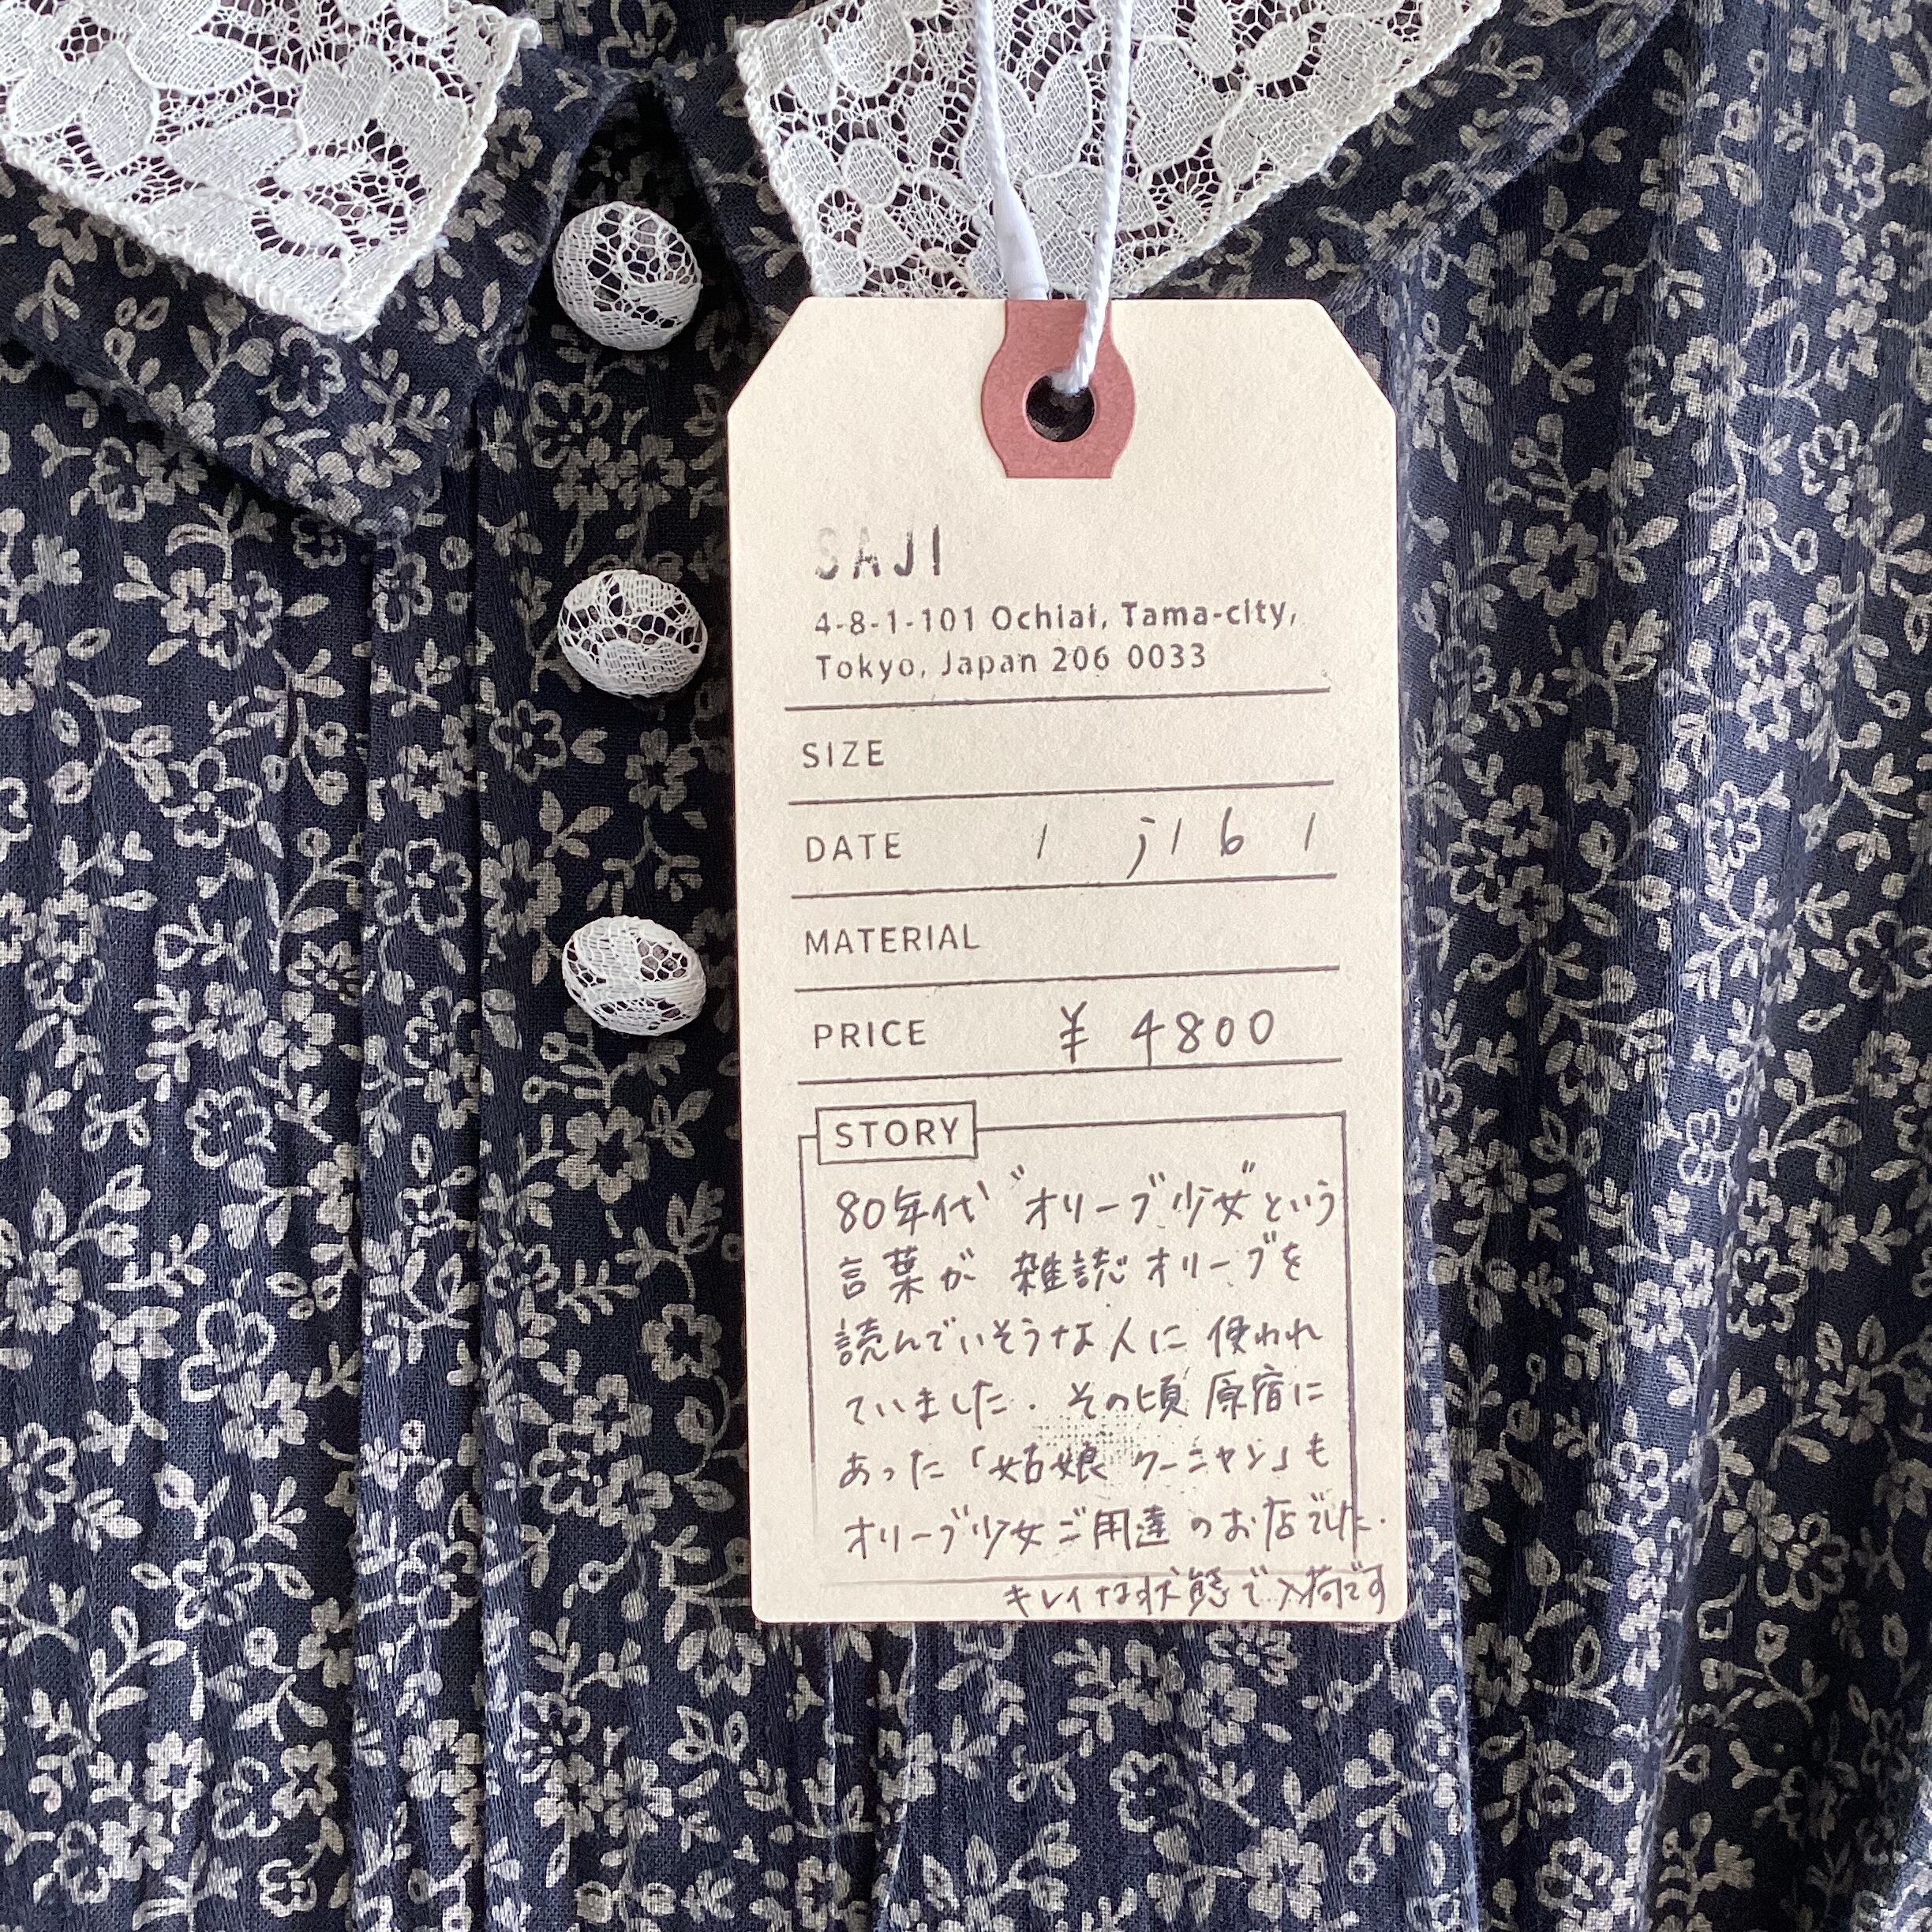 SAJI
4-8-1-101 Ochiai, Tama-city,
Tokyo, Japan 206 0033
SIZE
DATE 1 j1 6 1
MATERIAL
PRICE ¥ 4800
STORY
80年代 "オリーブ少女"という
言葉が 雑読 オリーブを
読んでいそうな人に 使われ
ていました. その頃 原宿に
あった「姑娘 クーニャン」も
オリーブ少女ご用達のお店でした.
キレイな状態で入荷です